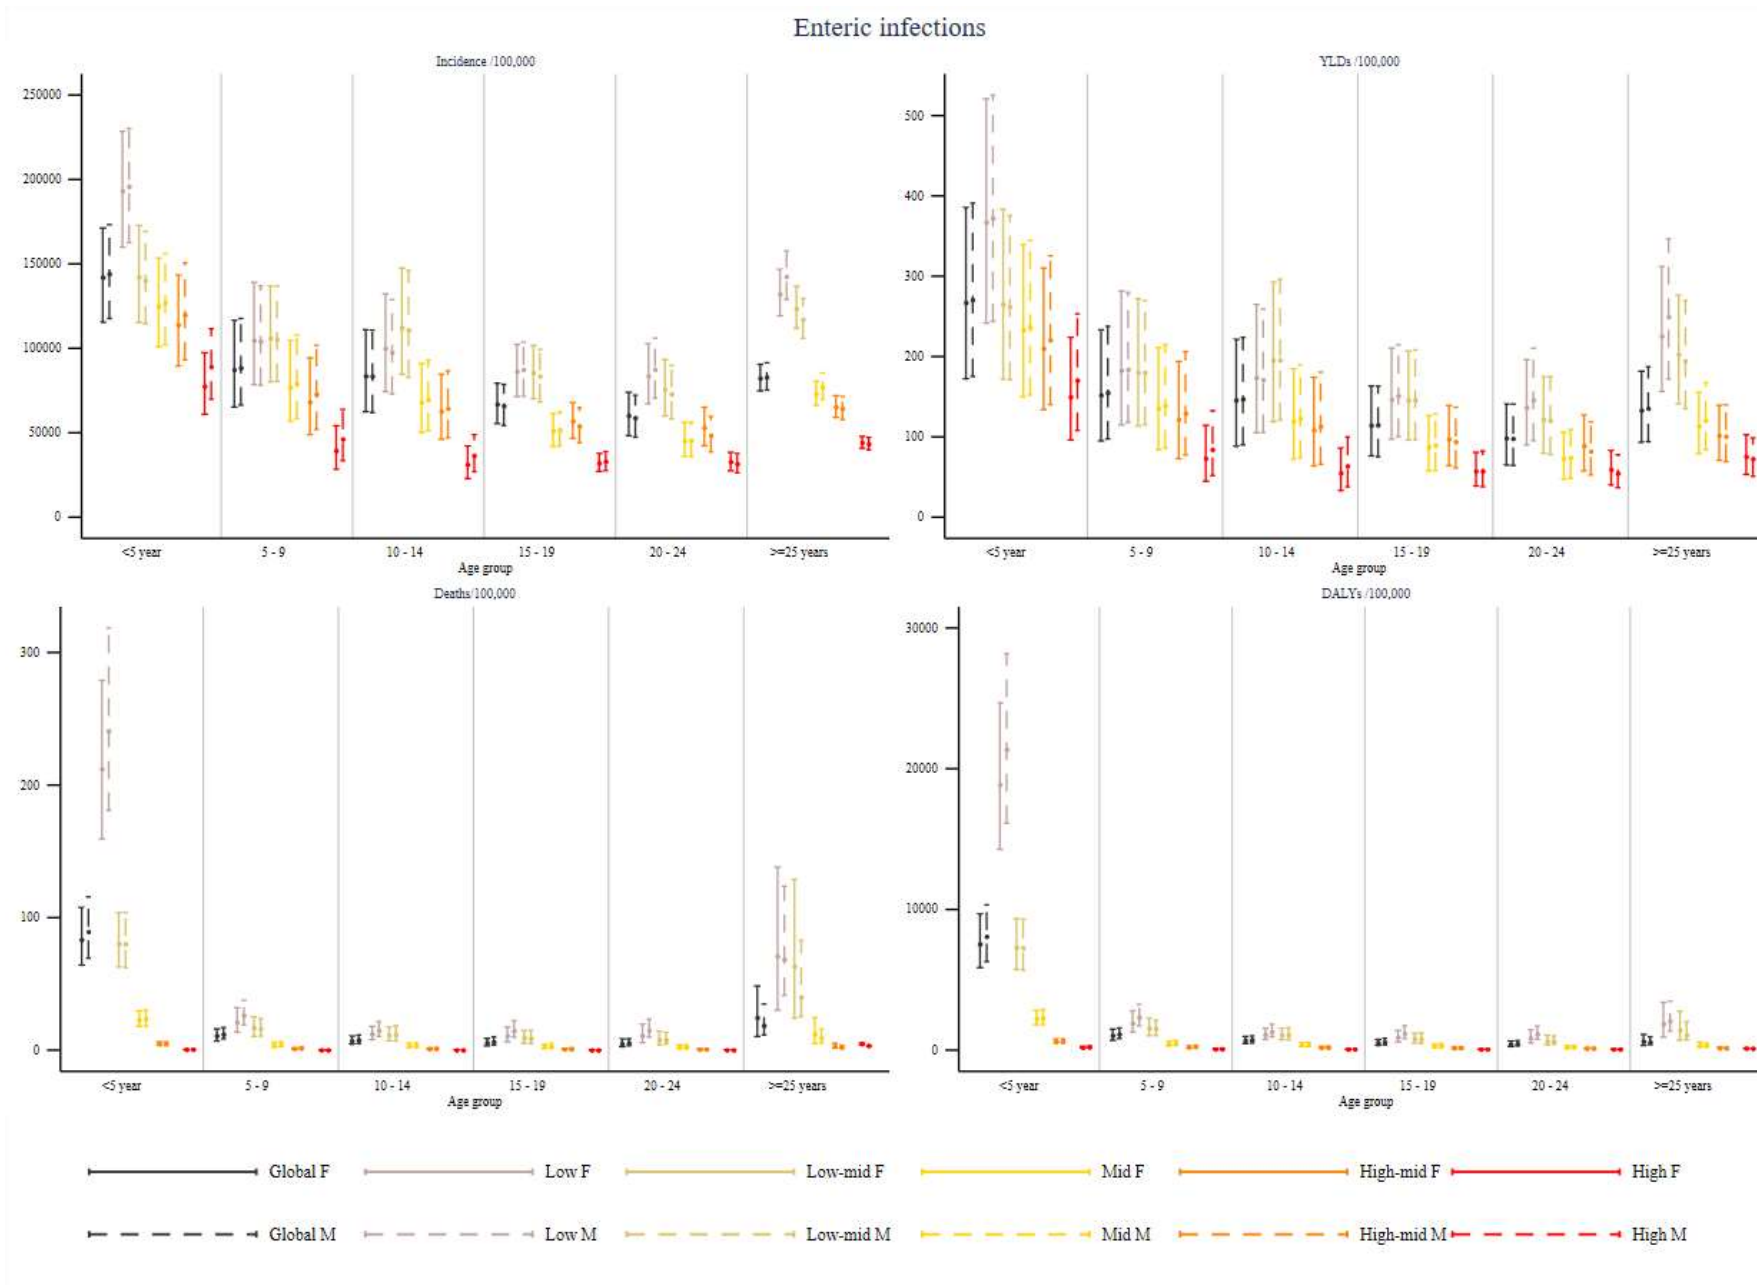 Enteric infections
Incidence /100,000
250000
200000
150000
100000
50000
0
<5 year
5 - 9
10 - 14
15 - 19
20 - 24
>=25 years
Age group
YLDs /100,000
500
400
300
200
100
0
<5 year
5 - 9
10 - 14
15 - 19
20 - 24
>=25 years
Age group
Deaths/100,000
300
200
100
0
<5 year
5 - 9
10 - 14
15 - 19
20 - 24
>=25 years
Age group
DALYs /100,000
30000
20000
10000
0
<5 year
5 - 9
10 - 14
15 - 19
20 - 24
>=25 years
Age group
Global F
Low F
Low-mid F
Mid F
High-mid F
High F
Global M
Low M
Low-mid M
Mid M
High-mid M
High M